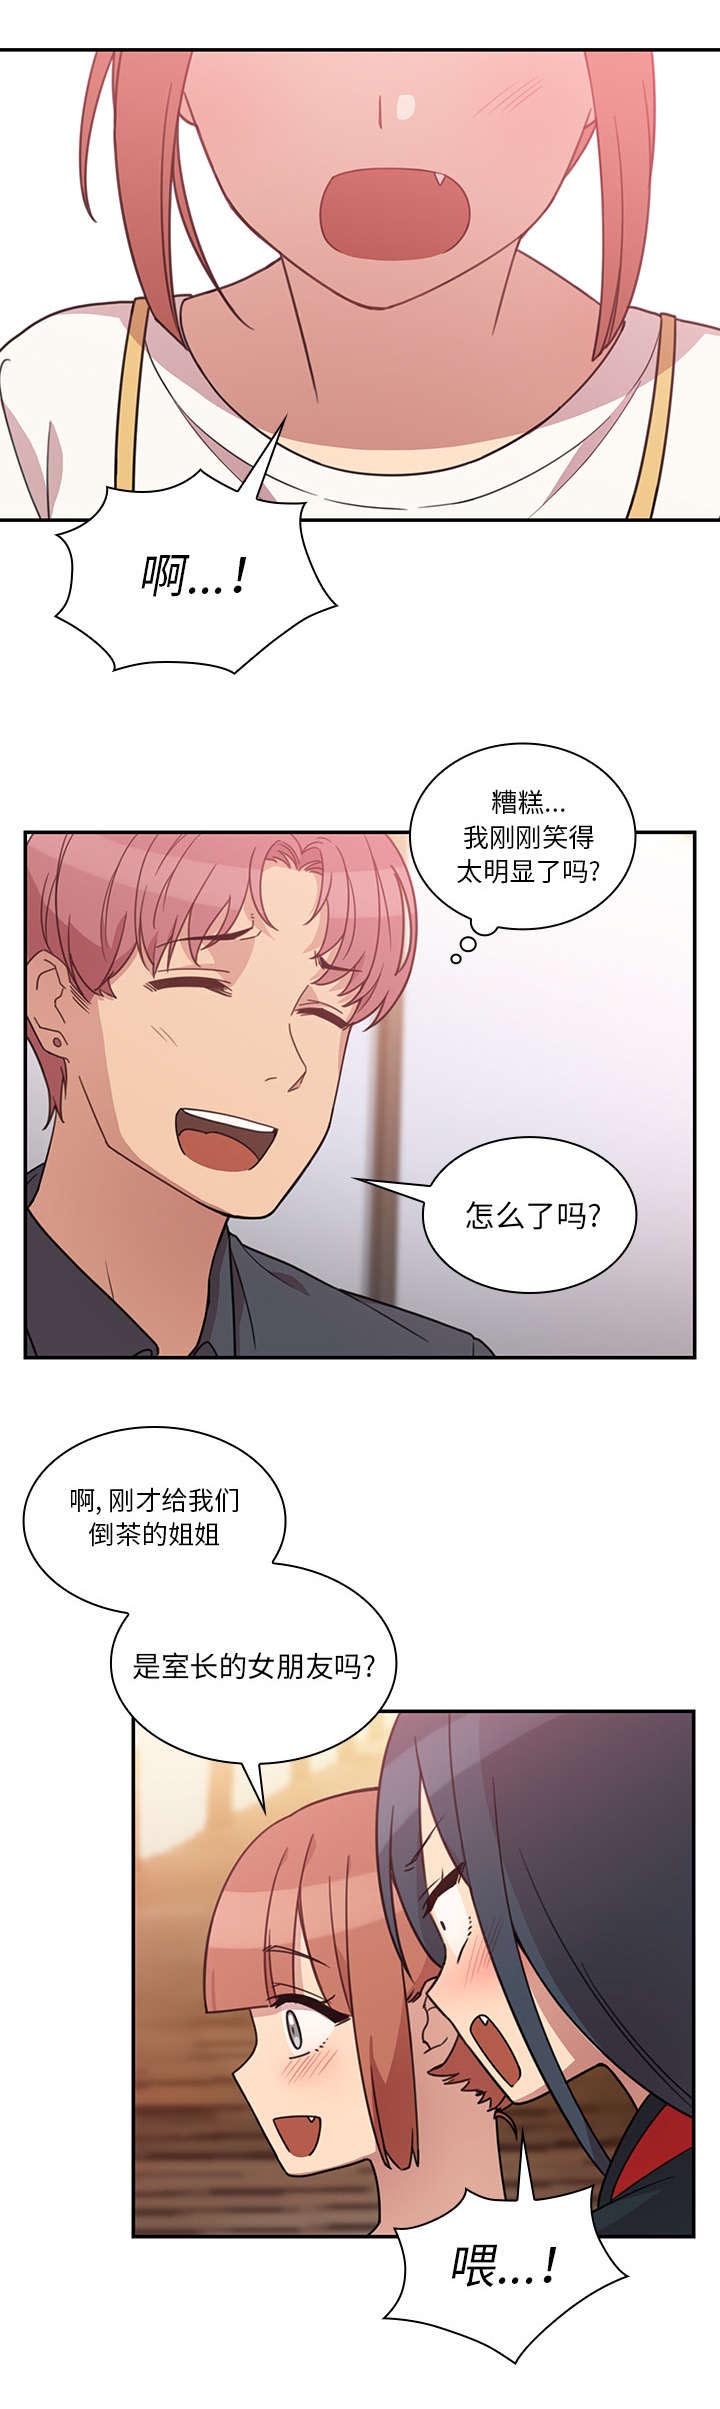 啊...!
糟糕...
我刚刚笑得
太明显了吗?
怎么了吗?
啊, 刚才给我们
倒茶的姐姐
是室长的女朋友吗?
喂...!